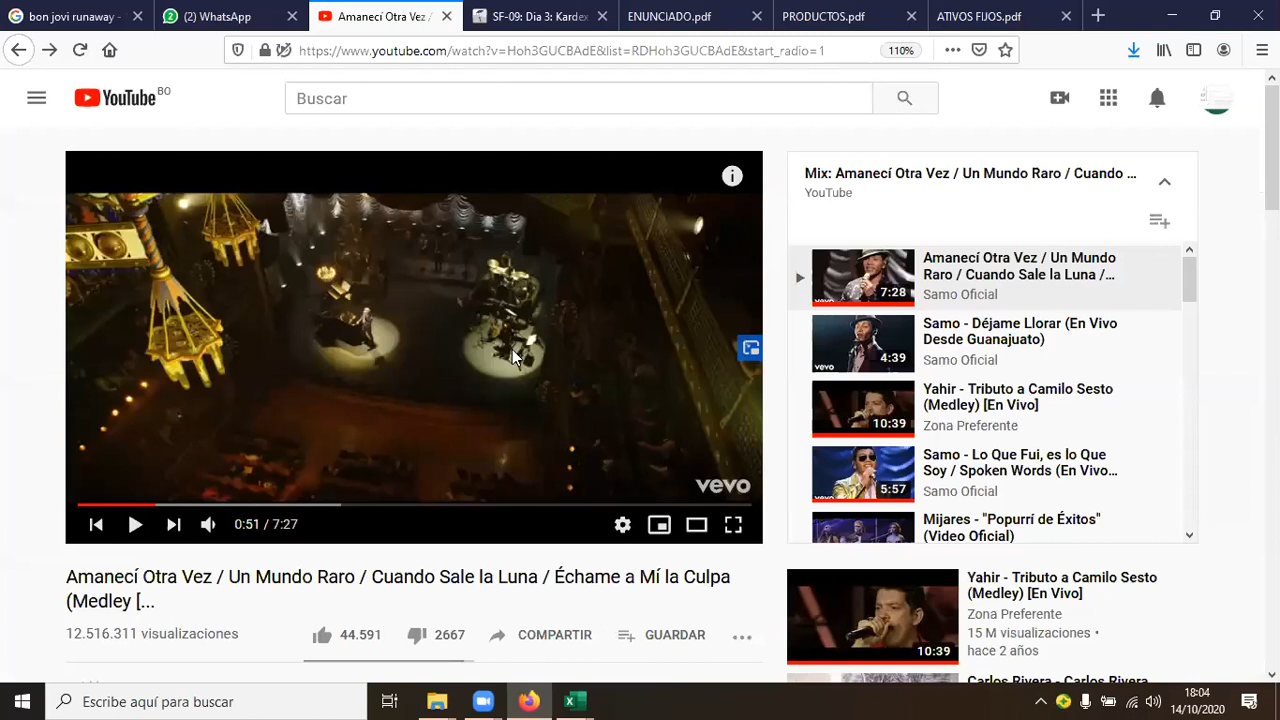 bon jovi runaway
(2) WhatsApp
Amanecí Otra Vez /
SF-09: Dia 3: Kardex
ENUNCIADO.pdf
PRODUCTOS.pdf
ATIVOS FIJOS.pdf
https://www.youtube.com/watch?v=Hoh3GUCBAdE&list=RDHoh3GUCBAdE&start_radio=1
110%
YouTube BO
Buscar
vevo
0:51 / 7:27
Amanecí Otra Vez / Un Mundo Raro / Cuando Sale la Luna / Échame a Mí la Culpa
(Medley [...
12.516.311 visualizaciones
44.591
2667
COMPARTIR
GUARDAR
Mix: Amanecí Otra Vez / Un Mundo Raro / Cuando ...
YouTube
7:28
vevo
Amanecí Otra Vez / Un Mundo
Raro / Cuando Sale la Luna /...
Samo Oficial
4:39
vevo
Samo - Déjame Llorar (En Vivo
Desde Guanajuato)
Samo Oficial
10:39
Yahir - Tributo a Camilo Sesto
(Medley) [En Vivo]
Zona Preferente
5:57
vevo
Samo - Lo Que Fui, es lo Que
Soy / Spoken Words (En Vivo...
Samo Oficial
Mijares - "Popurrí de Éxitos"
(Video Oficial)
10:39
Yahir - Tributo a Camilo Sesto
(Medley) [En Vivo]
Zona Preferente
15 M visualizaciones •
hace 2 años
Carlos Rivera - Carlos Rivera
Escribe aquí para buscar
18:04
14/10/2020